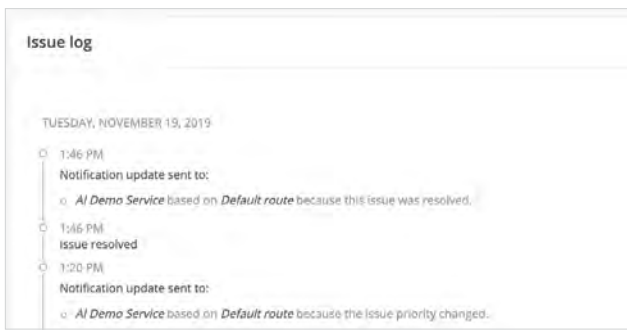 Issue log
TUESDAY, NOVEMBER 19, 2019
1:46 PM
Notification update sent to:
AI Demo Service based on Default route because this issue was resolved.
1:46 PM
Issue resolved
1:20 PM
Notification update sent to:
AI Demo Service based on Default route because the issue priority changed.